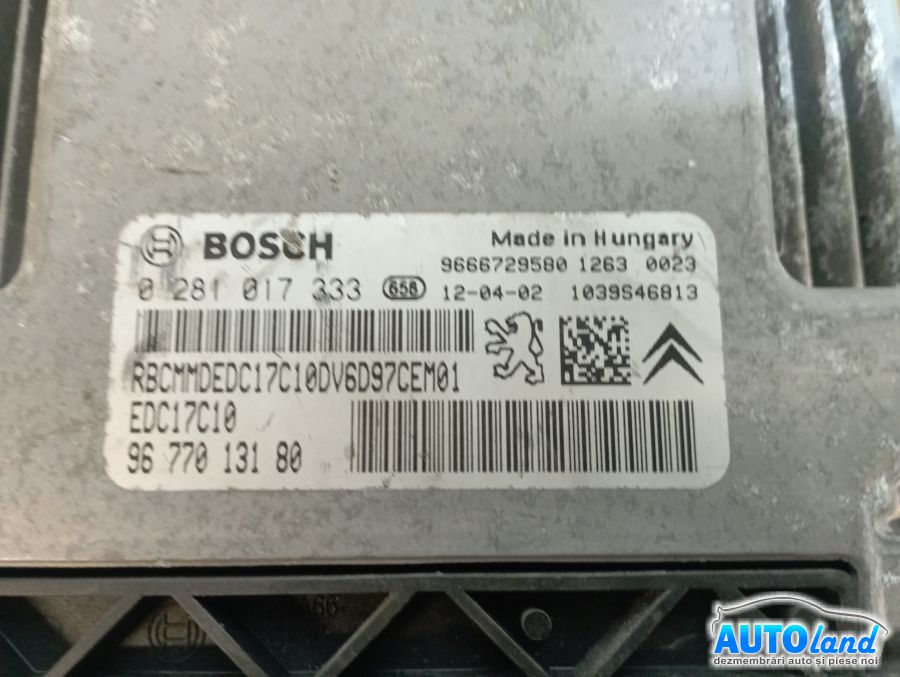 BOSCH Made in Hungary
9666729580 1263 0023
0 281 017 333 656 12-04-02 1039S46813
RBCMMDEDC17C10DV6D97CEM01
EDC17C10
96 770 131 80
AUTOland
dezmembrări auto și piese noi